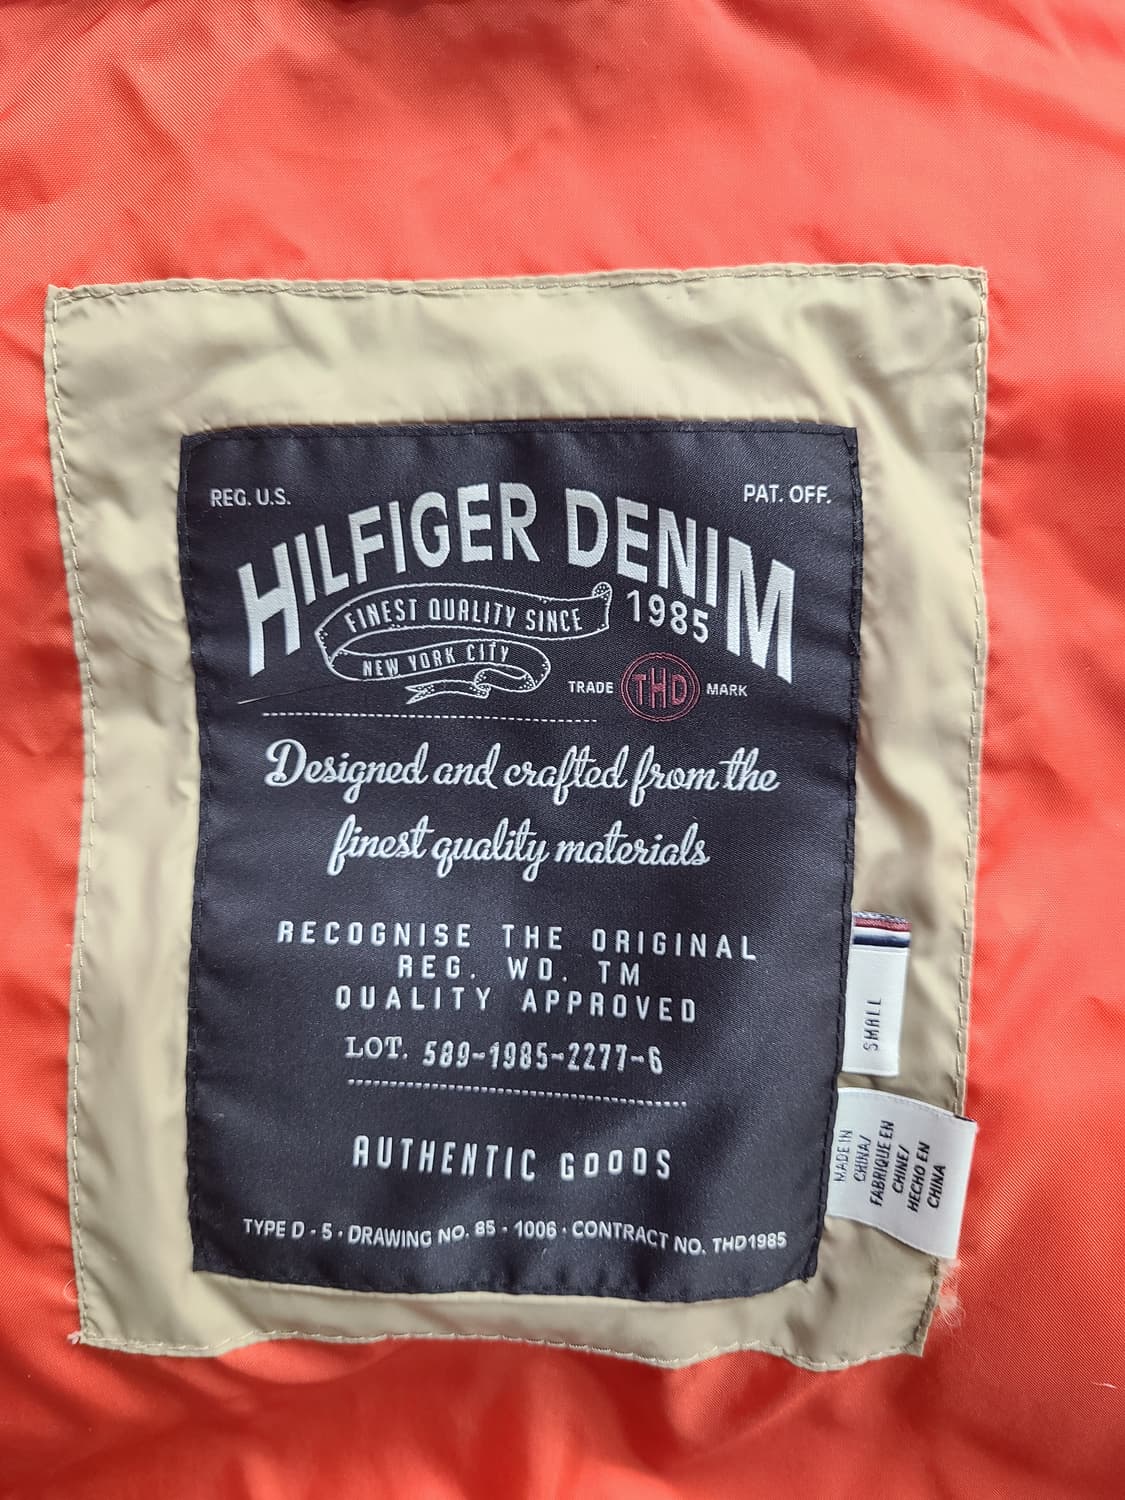 REG. U.S. PAT. OFF.
HILFIGER DENIM
FINEST QUALITY SINCE 1985
NEW YORK CITY
TRADE THD MARK
Designed and crafted from the
finest quality materials
RECOGNISE THE ORIGINAL
REG. WD. TM
QUALITY APPROVED
LOT. 589-1985-2277-6
AUTHENTIC GOODS
TYPE D - 5 · DRAWING NO. 85 - 1006 · CONTRACT NO. THD1985
SMALL
MADE IN
CHINA/
FABRIQUE EN
CHINE/
HECHO EN
CHINA